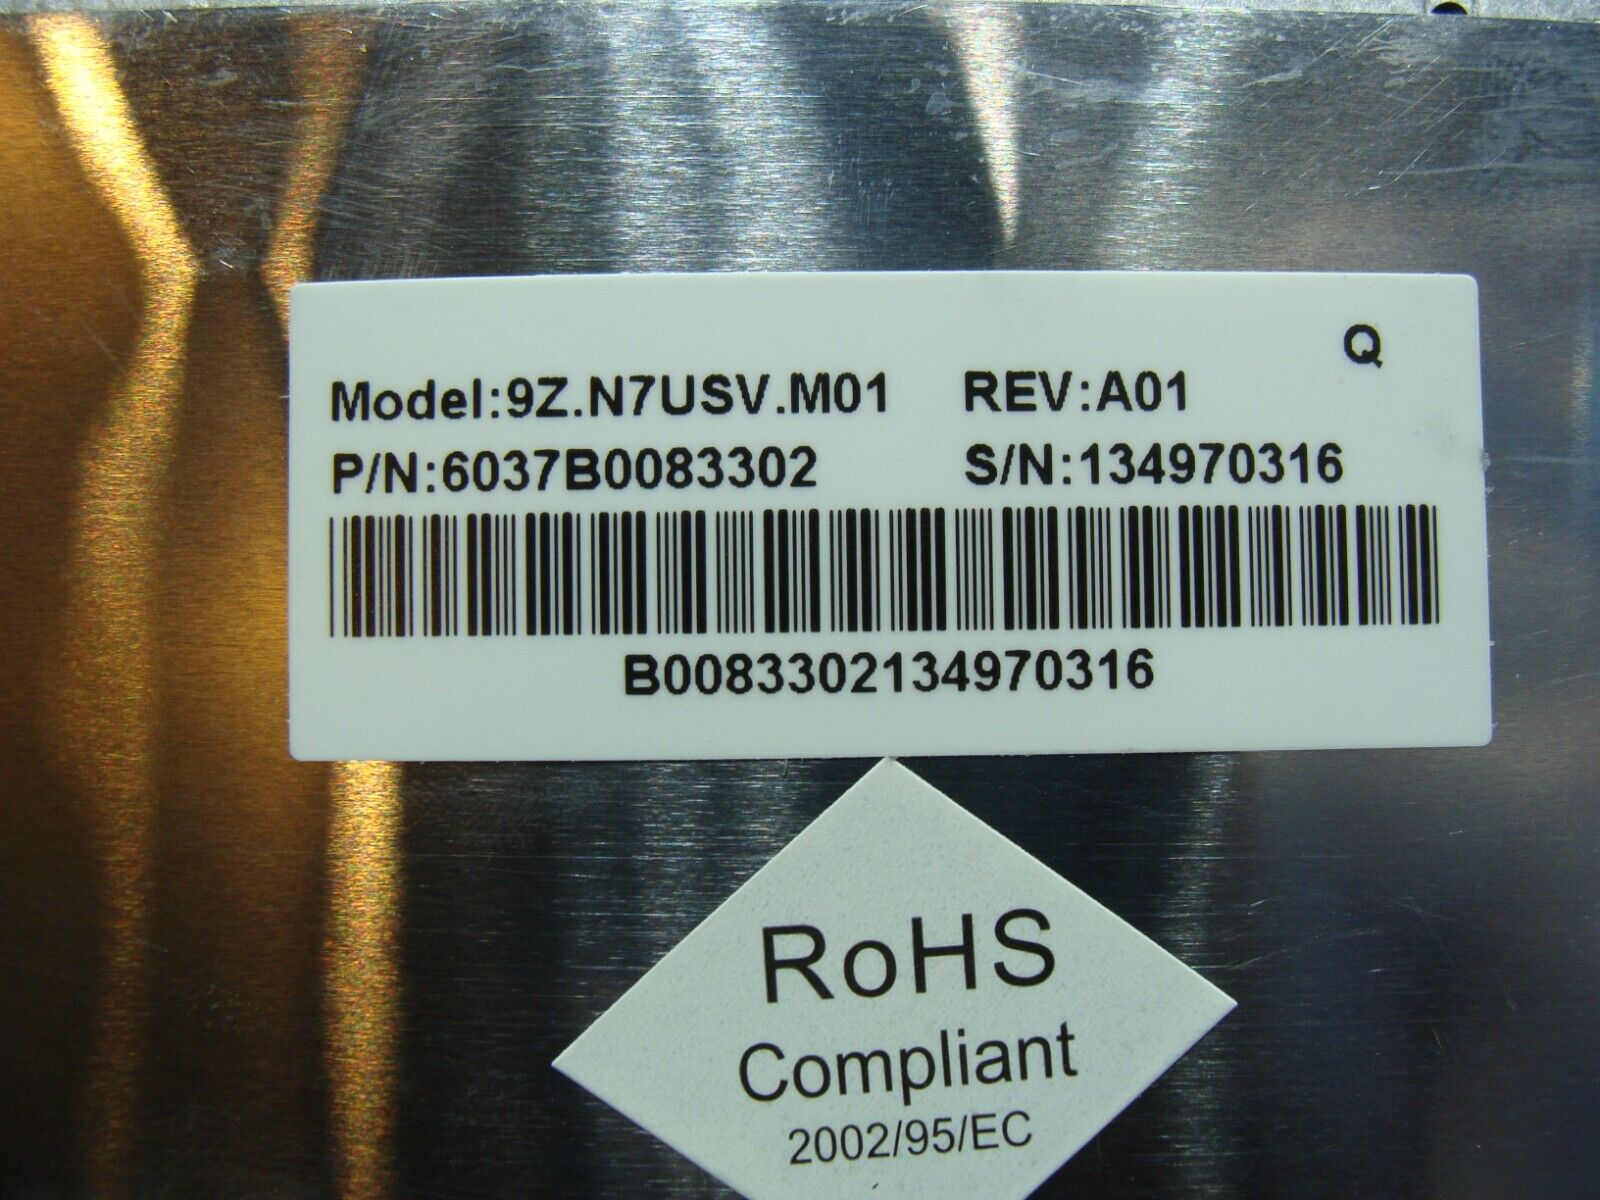 Q
Model:9Z.N7USV.M01 REV:A01
P/N:6037B0083302 S/N:134970316
B0083302134970316
RoHS
Compliant
2002/95/EC